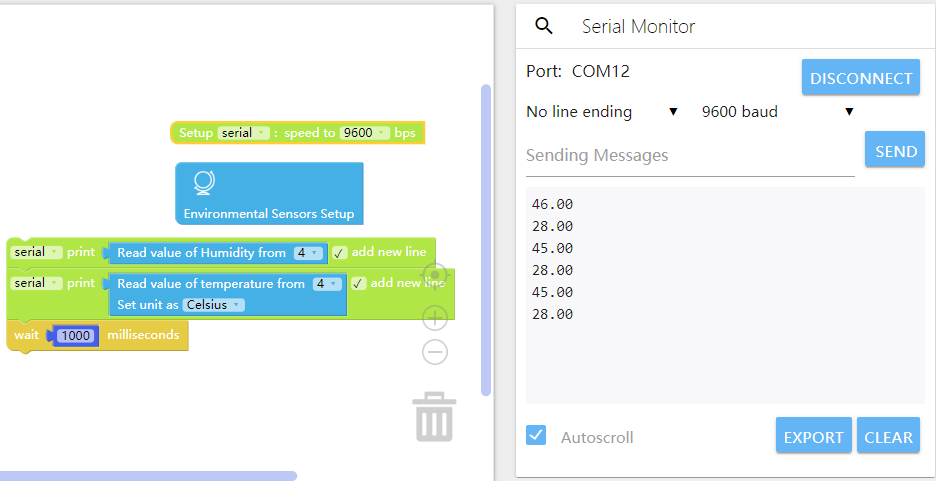 Setup serial : speed to 9600 bps
Environmental Sensors Setup
serial print Read value of Humidity from 4 add new line
serial print Read value of temperature from 4 add new line
Set unit as Celsius
wait 1000 milliseconds
Serial Monitor
Port: COM12
DISCONNECT
No line ending
9600 baud
Sending Messages
SEND
46.00
28.00
45.00
28.00
45.00
28.00
Autoscroll
EXPORT
CLEAR